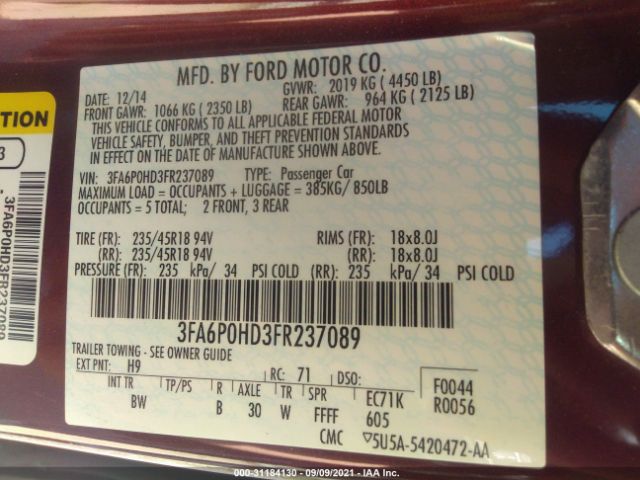 MFD. BY FORD MOTOR CO.
DATE: 12/14 GVWR: 2019 KG ( 4450 LB)
FRONT GAWR: 1066 KG ( 2350 LB) REAR GAWR: 964 KG ( 2125 LB)
THIS VEHICLE CONFORMS TO ALL APPLICABLE FEDERAL MOTOR
VEHICLE SAFETY, BUMPER, AND THEFT PREVENTION STANDARDS
IN EFFECT ON THE DATE OF MANUFACTURE SHOWN ABOVE.
VIN: 3FA6P0HD3FR237089 TYPE: Passenger Car
MAXIMUM LOAD = OCCUPANTS + LUGGAGE = 385KG/ 850LB
OCCUPANTS = 5 TOTAL; 2 FRONT, 3 REAR
TIRE (FR): 235/45R18 94V RIMS (FR): 18x8.0J
(RR): 235/45R18 94V (RR): 18x8.0J
PRESSURE (FR): 235 kPa/ 34 PSI COLD (RR): 235 kPa/ 34 PSI COLD
3FA6P0HD3FR237089
TRAILER TOWING - SEE OWNER GUIDE
EXT PNT: H9 RC: 71 DSO: F0044
INT TR TP/PS R AXLE TR SPR EC71K R0056
BW B 30 W FFFF 605
CMC ▽5U5A-5420472-AA
TION
3
3FA6P0HD3FR237089
000-31184130 - 09/09/2021 - IAA Inc.